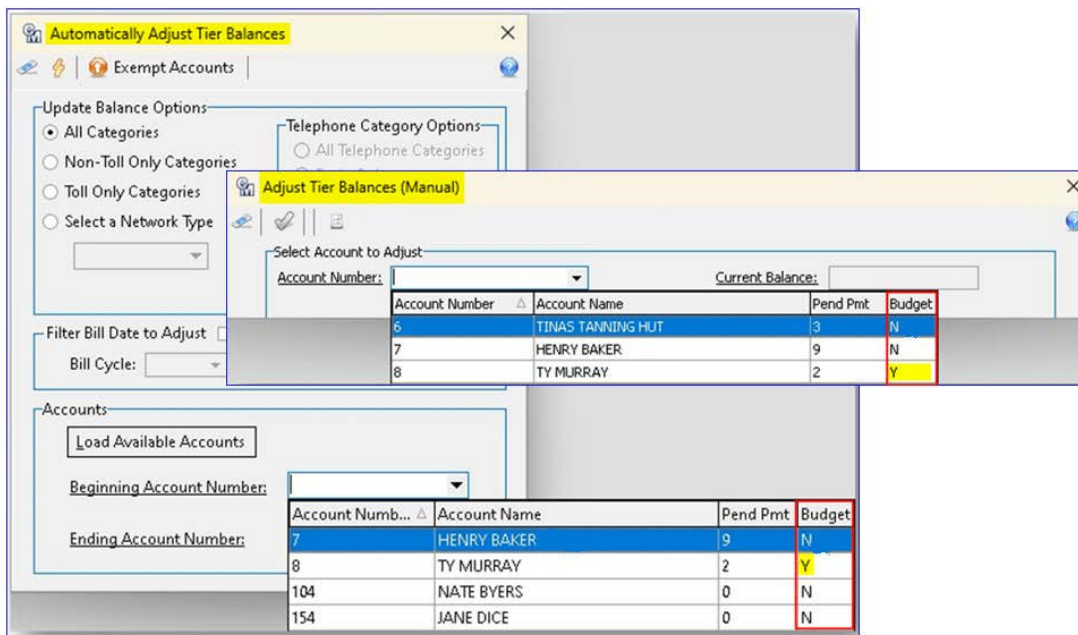 Automatically Adjust Tier Balances
Exempt Accounts
Update Balance Options
All Categories
Non-Toll Only Categories
Toll Only Categories
Select a Network Type
Telephone Category Options
All Telephone Categories
Adjust Tier Balances (Manual)
Select Account to Adjust
Account Number: Current Balance:
Account Number Account Name Pend Pmt Budget
6 TINAS TANNING HUT 3 N
7 HENRY BAKER 9 N
8 TY MURRAY 2 Y
Filter Bill Date to Adjust
Bill Cycle:
Accounts
Load Available Accounts
Beginning Account Number:
Ending Account Number:
Account Numb... Account Name Pend Pmt Budget
7 HENRY BAKER 9 N
8 TY MURRAY 2 Y
104 NATE BYERS 0 N
154 JANE DICE 0 N